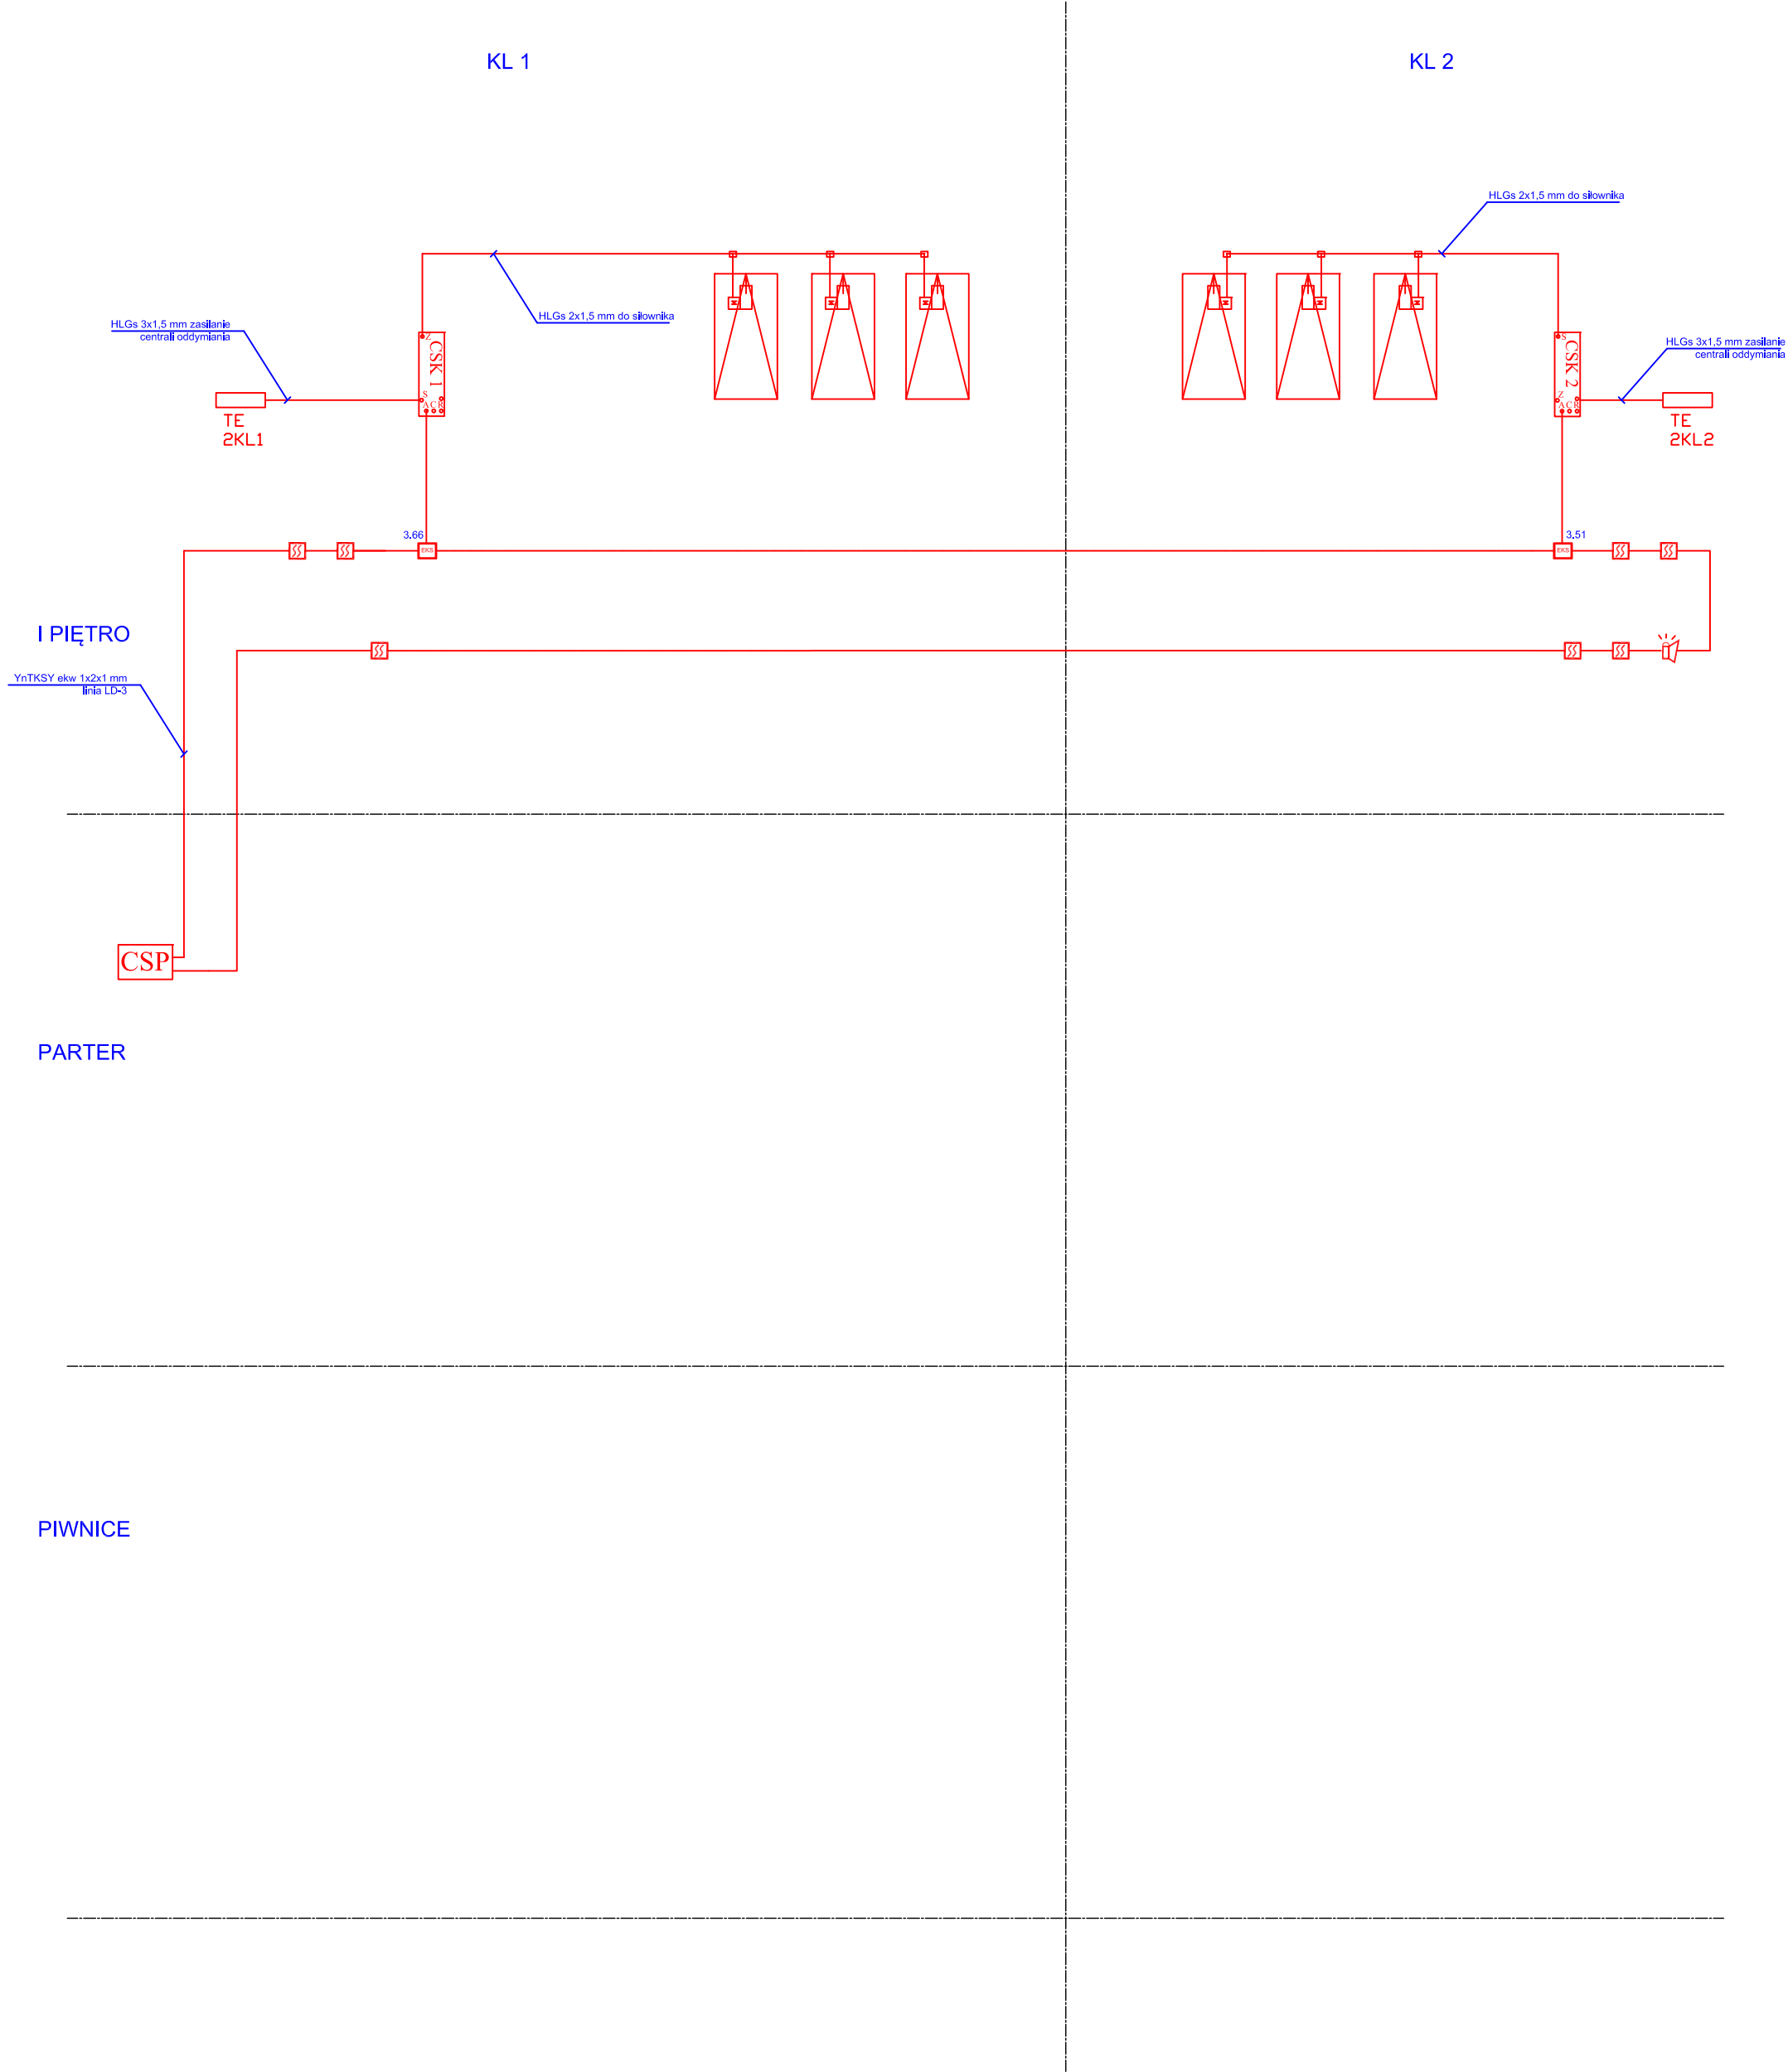 KL 1
KL 2
HLGs 2x1,5 mm do siłownika
HLGs 2x1,5 mm do siłownika
HLGs 3x1,5 mm zasilanie
centrali oddymiania
HLGs 3x1,5 mm zasilanie
centrali oddymiania
Z
CSK 1
S
A C R
S
CSK 2
Z
A C R
TE
2KL1
TE
2KL2
3.66
EKS
3.51
EKS
I PIĘTRO
YnTKSY ekw 1x2x1 mm
linia LD-3
CSP
PARTER
PIWNICE